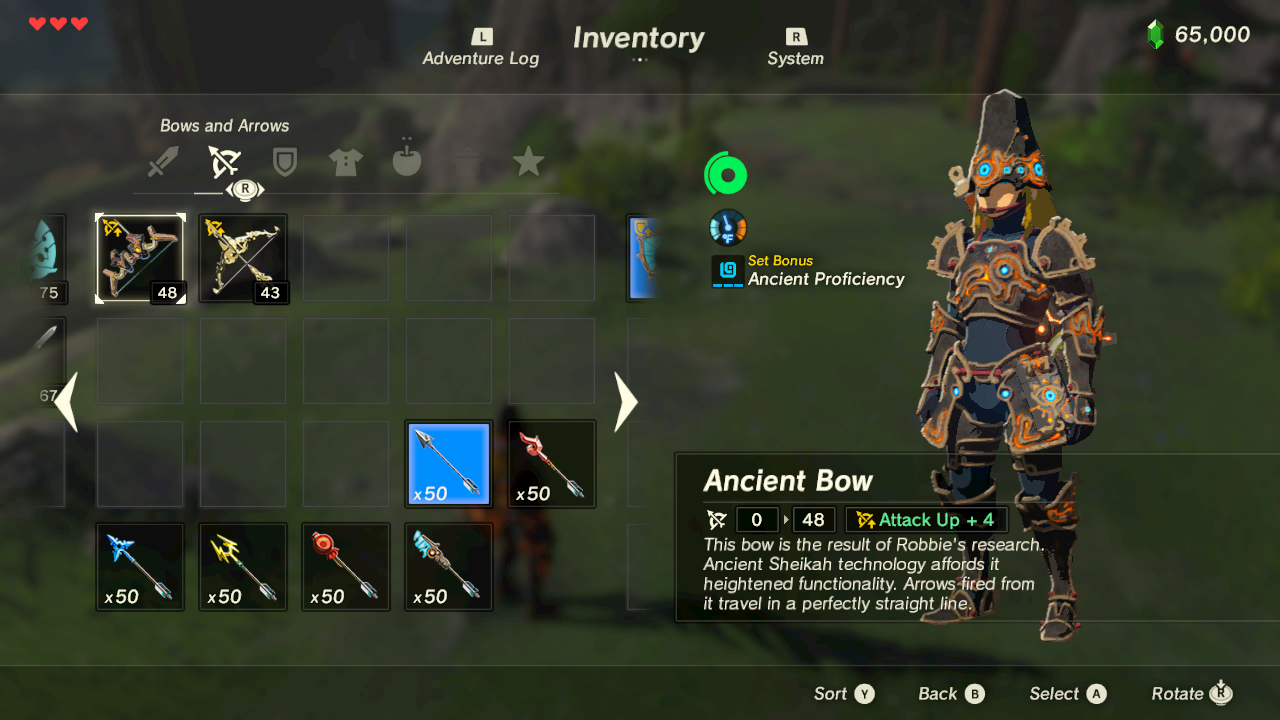 L
Inventory
R
65,000
Adventure Log
System
Bows and Arrows
R
75
48
43
°F
Set Bonus
Ancient Proficiency
67
x50
x50
Ancient Bow
0
48
Attack Up + 4
This bow is the result of Robbie's research.
Ancient Sheikah technology affords it
heightened functionality. Arrows fired from
it travel in a perfectly straight line.
x50
x50
x50
x50
Sort Y
Back B
Select A
Rotate R